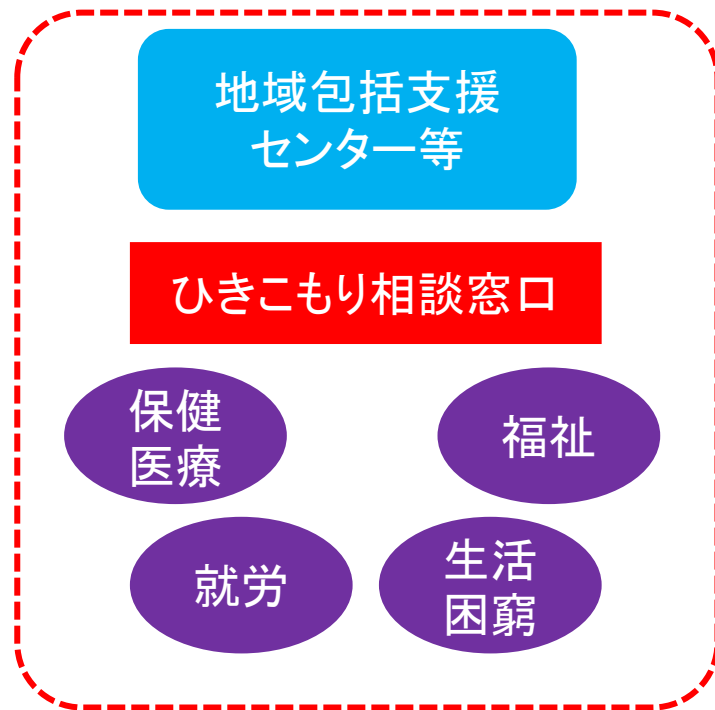 地域包括支援
センター等
ひきこもり相談窓口
保健
医療
福祉
就労
生活
困窮